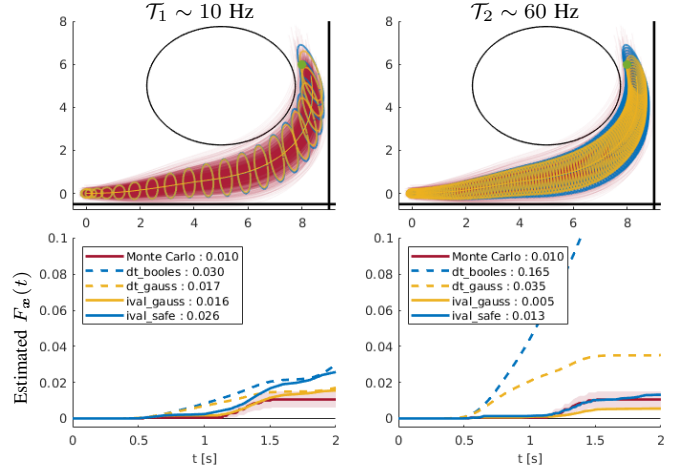 𝒯₁ ∼ 10 Hz
𝒯₂ ∼ 60 Hz
8
6
4
2
0
0 2 4 6 8
8
6
4
2
0
0 2 4 6 8
Estimated F𝒙(t)
0.1
0.08
0.06
0.04
0.02
0
Monte Carlo : 0.010
dt_booles : 0.030
dt_gauss : 0.017
ival_gauss : 0.016
ival_safe : 0.026
0 0.5 1 1.5 2
t [s]
0.1
0.08
0.06
0.04
0.02
0
Monte Carlo : 0.010
dt_booles : 0.165
dt_gauss : 0.035
ival_gauss : 0.005
ival_safe : 0.013
0 0.5 1 1.5 2
t [s]